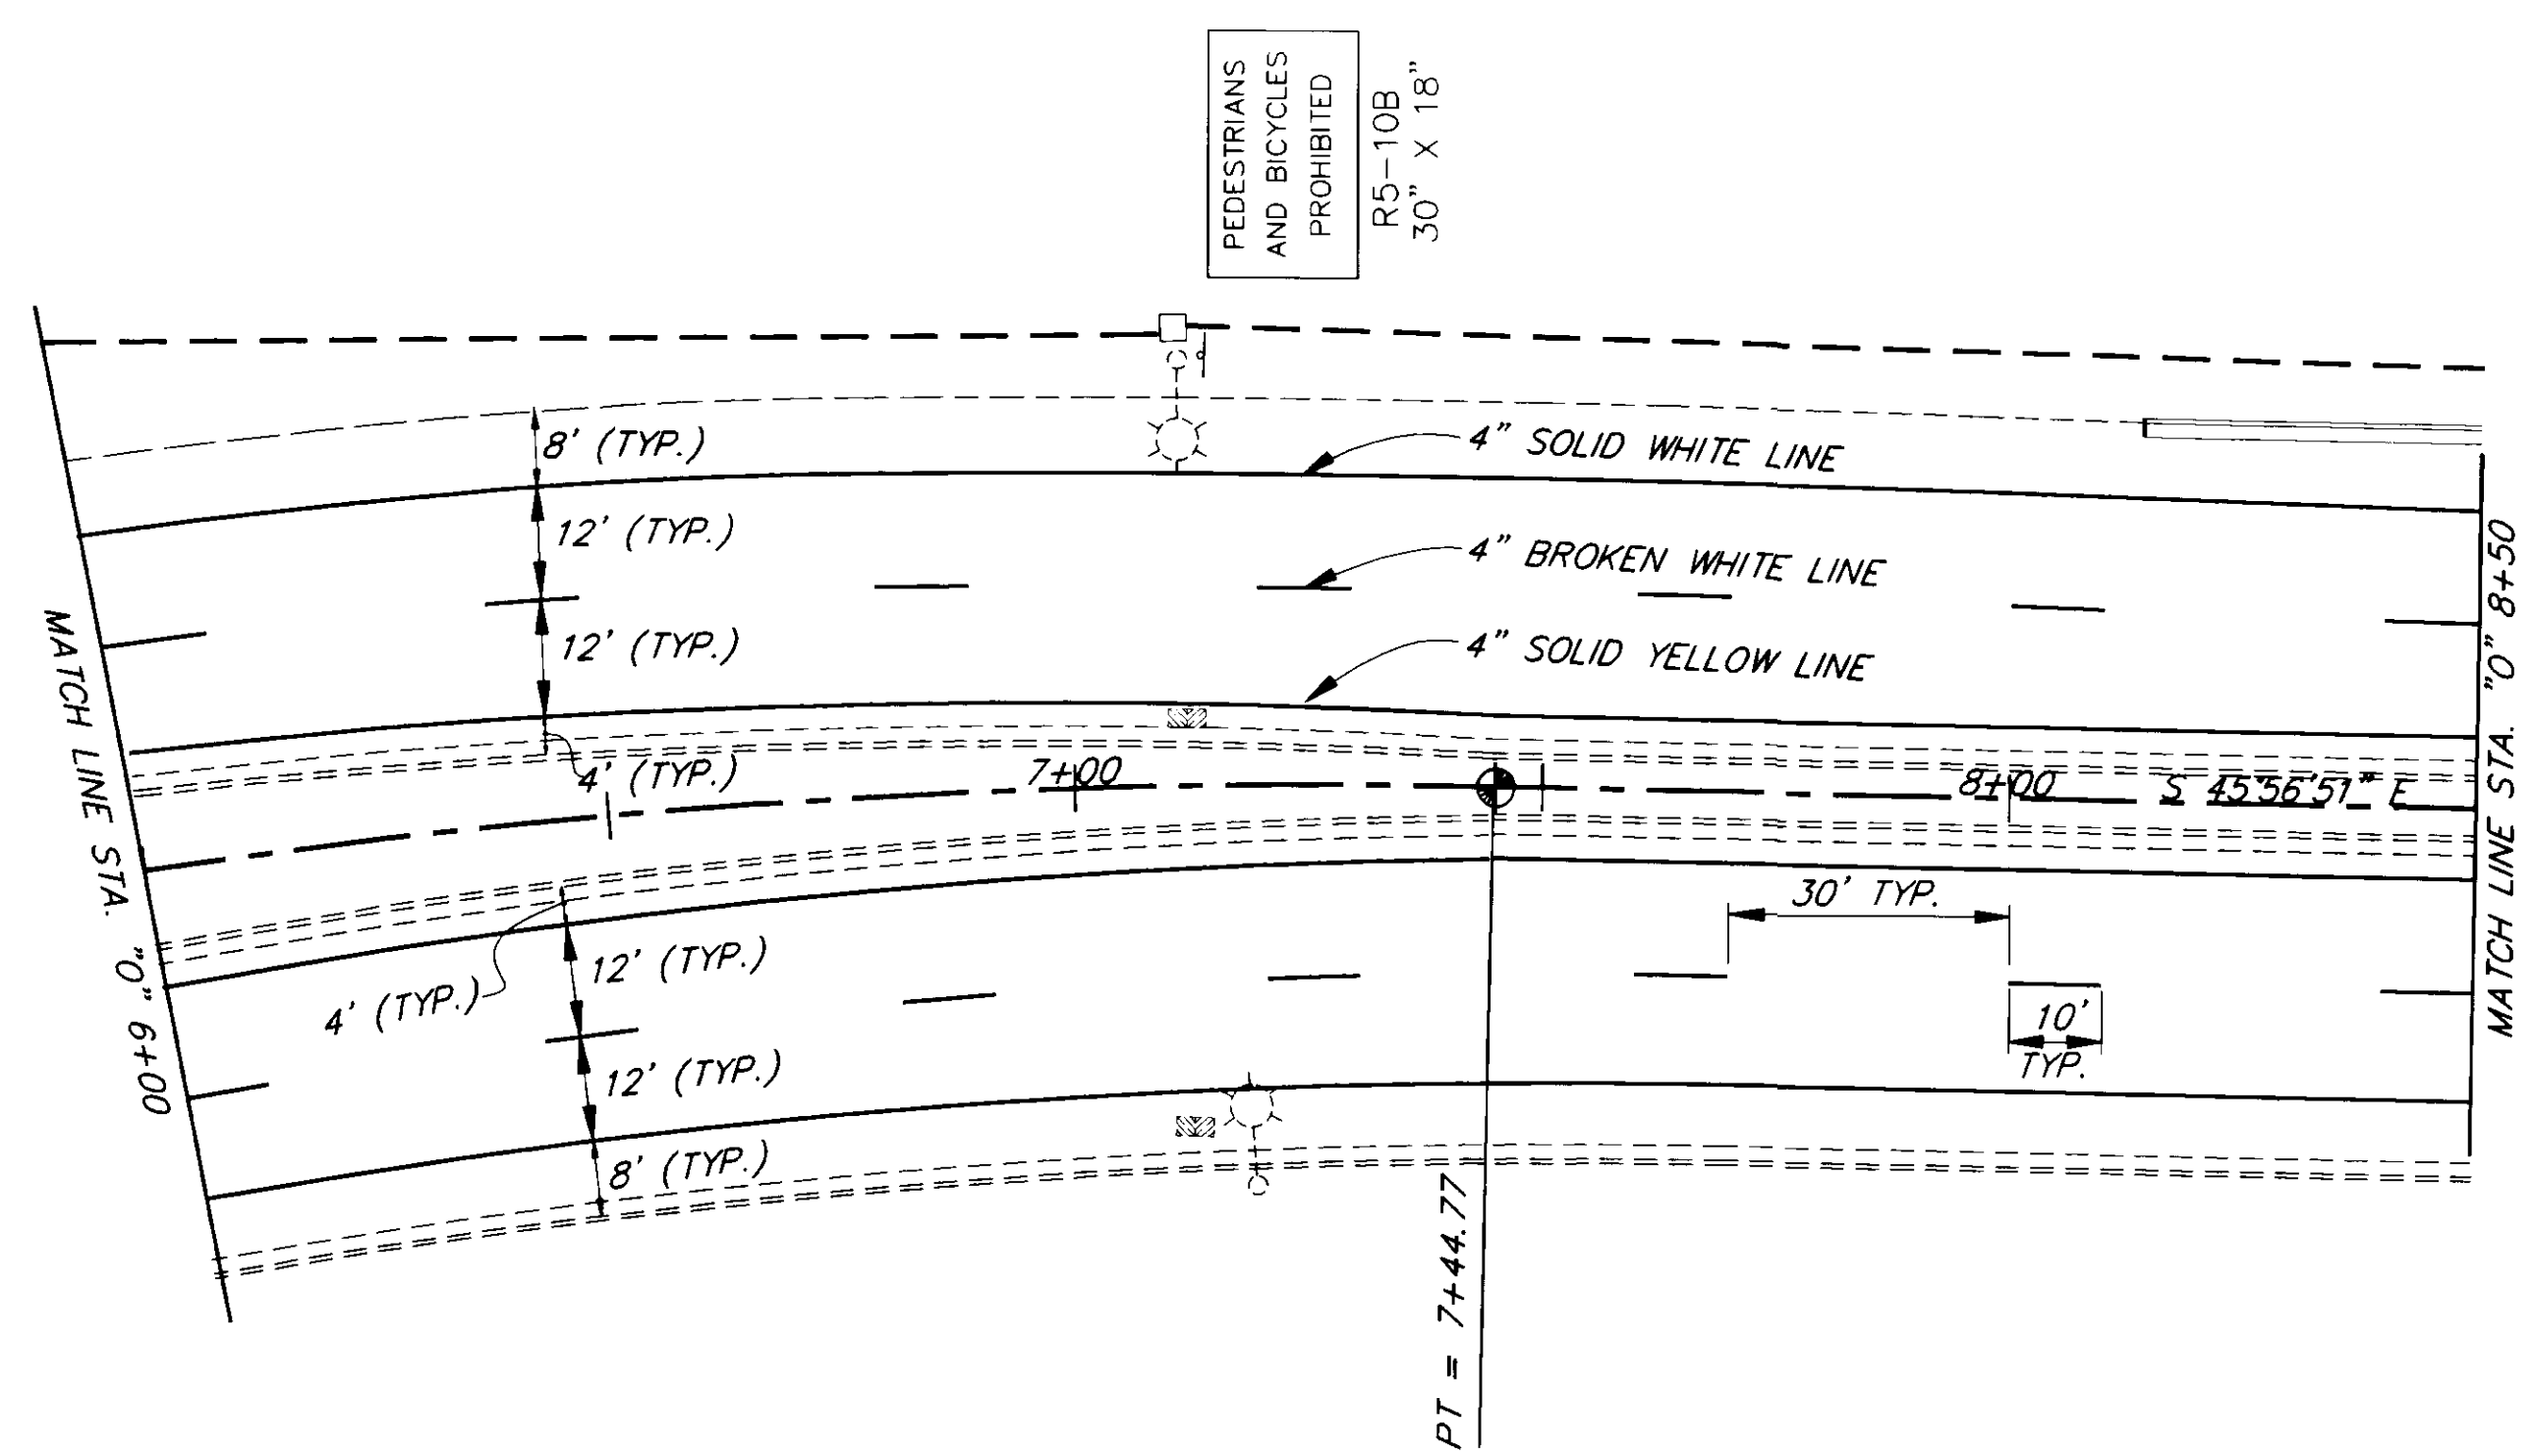 PEDESTRIANS
AND BICYCLES
PROHIBITED
R5-10B
30" X 18"
8' (TYP.)
4" SOLID WHITE LINE
12' (TYP.)
4" BROKEN WHITE LINE
12' (TYP.)
4" SOLID YELLOW LINE
4' (TYP.)
7+00
8+00
S 45°56'51" E
MATCH LINE STA. "O" 6+00
MATCH LINE STA. "O" 8+50
30' TYP.
12' (TYP.)
4' (TYP.)
10'
TYP.
12' (TYP.)
8' (TYP.)
PT = 7+44.77